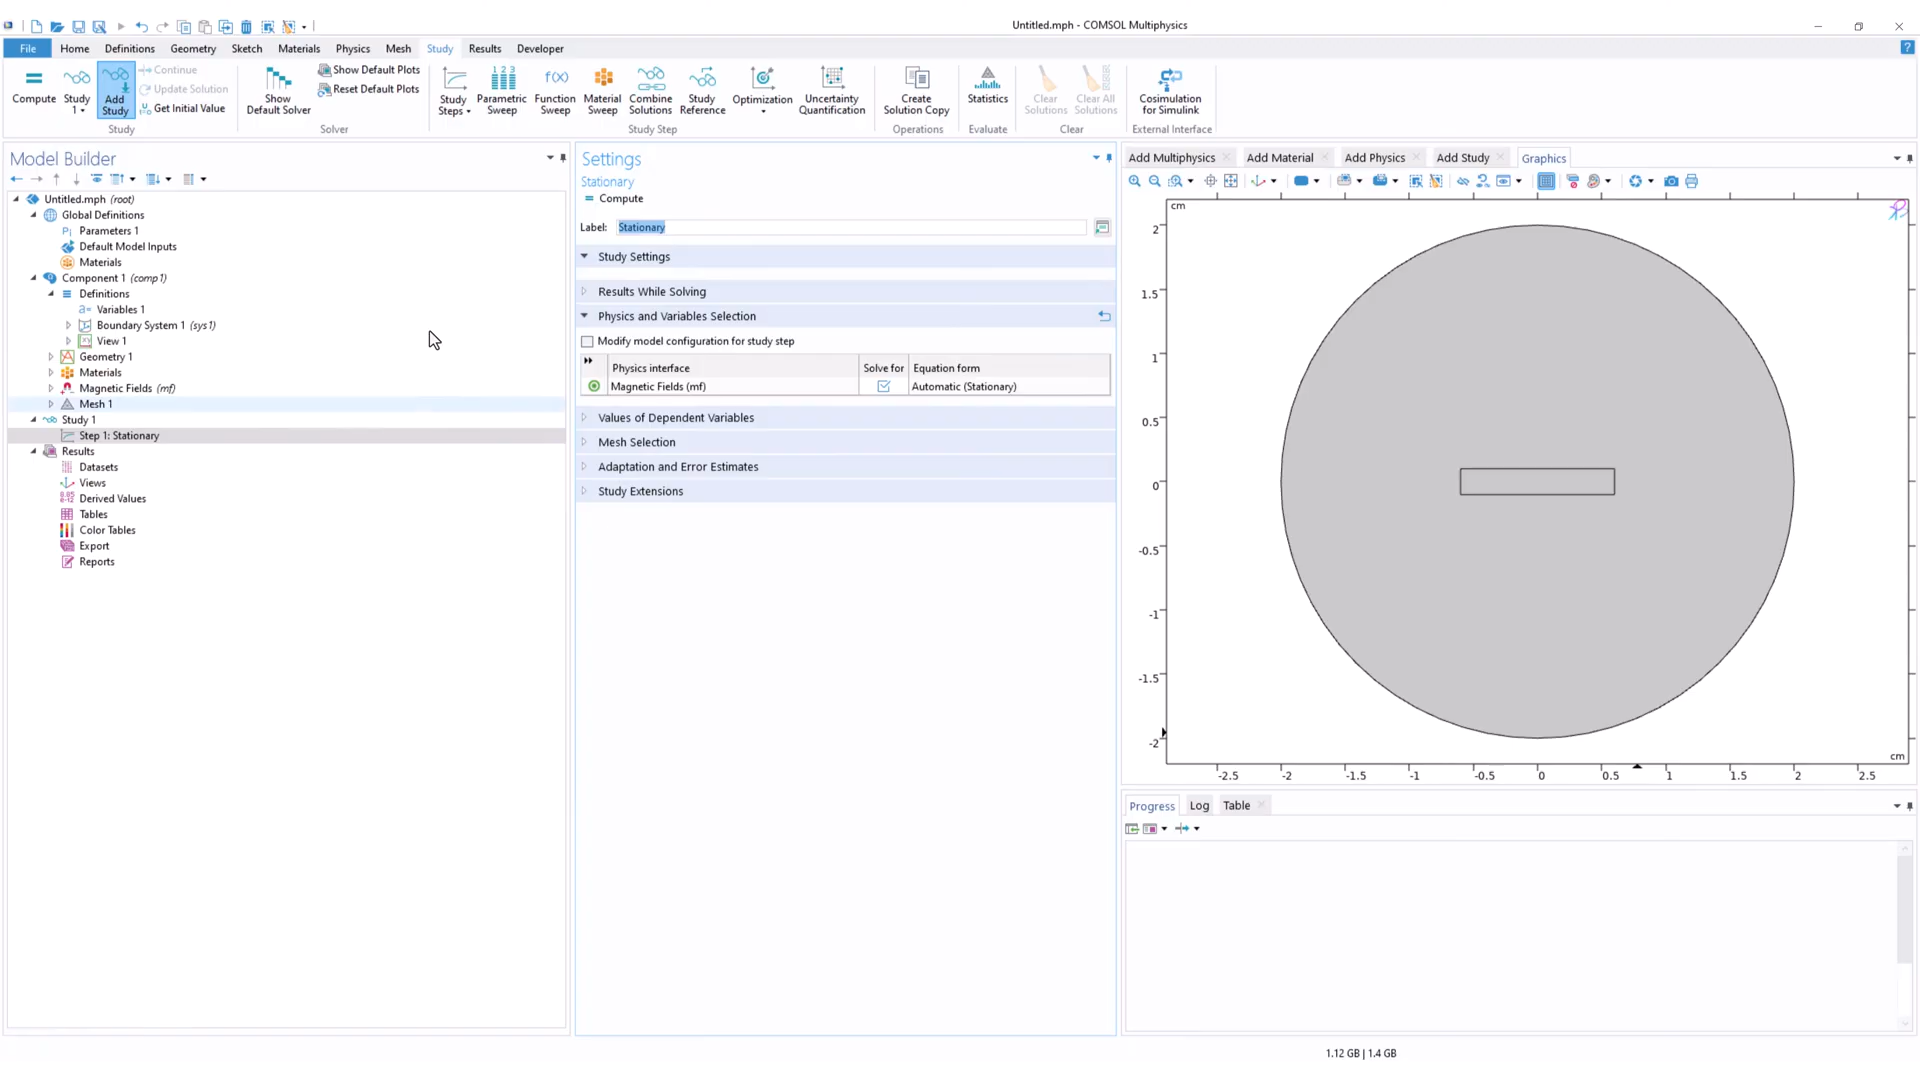 Untitled.mph - COMSOL Multiphysics
File Home Definitions Geometry Sketch Materials Physics Mesh Study Results Developer
Compute
Study 1
Add Study
Continue
Update Solution
Get Initial Value
Study
Show Default Solver
Show Default Plots
Reset Default Plots
Solver
Study Steps
1 2 3
Parametric Sweep
f(x)
Function Sweep
Material Sweep
Combine Solutions
Study Reference
Optimization
Uncertainty Quantification
Study Step
Create Solution Copy
Operations
Statistics
Evaluate
Clear Solutions
Clear All Solutions
Clear
Cosimulation for Simulink
External Interface
Model Builder
Untitled.mph (root)
Global Definitions
Pi Parameters 1
Default Model Inputs
Materials
Component 1 (comp1)
Definitions
a= Variables 1
Boundary System 1 (sys1)
View 1
Geometry 1
Materials
Magnetic Fields (mf)
Mesh 1
Study 1
Step 1: Stationary
Results
Datasets
Views
Derived Values
Tables
Color Tables
Export
Reports
Settings
Stationary
= Compute
Label: Stationary
Study Settings
Results While Solving
Physics and Variables Selection
Modify model configuration for study step
Physics interface Solve for Equation form
Magnetic Fields (mf) Automatic (Stationary)
Values of Dependent Variables
Mesh Selection
Adaptation and Error Estimates
Study Extensions
Add Multiphysics Add Material Add Physics Add Study Graphics
cm
2
1.5
1
0.5
0
-0.5
-1
-1.5
-2
cm
-2.5 -2 -1.5 -1 -0.5 0 0.5 1 1.5 2 2.5
Progress Log Table
1.12 GB | 1.4 GB